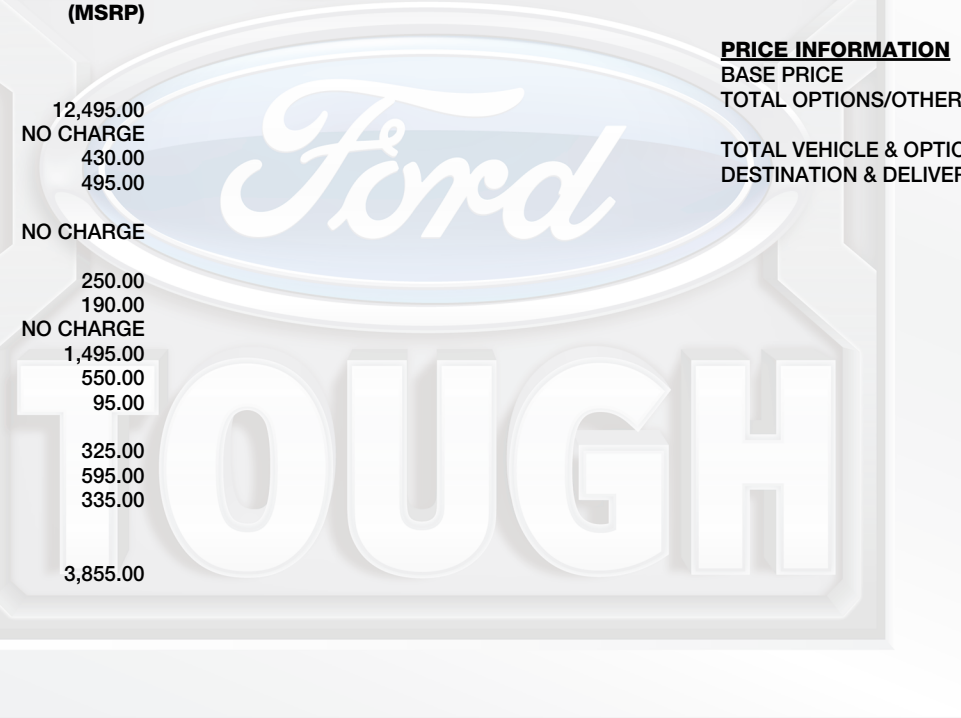 (MSRP)
12,495.00
NO CHARGE
430.00
495.00
NO CHARGE
250.00
190.00
NO CHARGE
1,495.00
550.00
95.00
325.00
595.00
335.00
3,855.00
PRICE INFORMATION
BASE PRICE
TOTAL OPTIONS/OTHER
TOTAL VEHICLE & OPTIO
DESTINATION & DELIVER
Ford
TOUGH